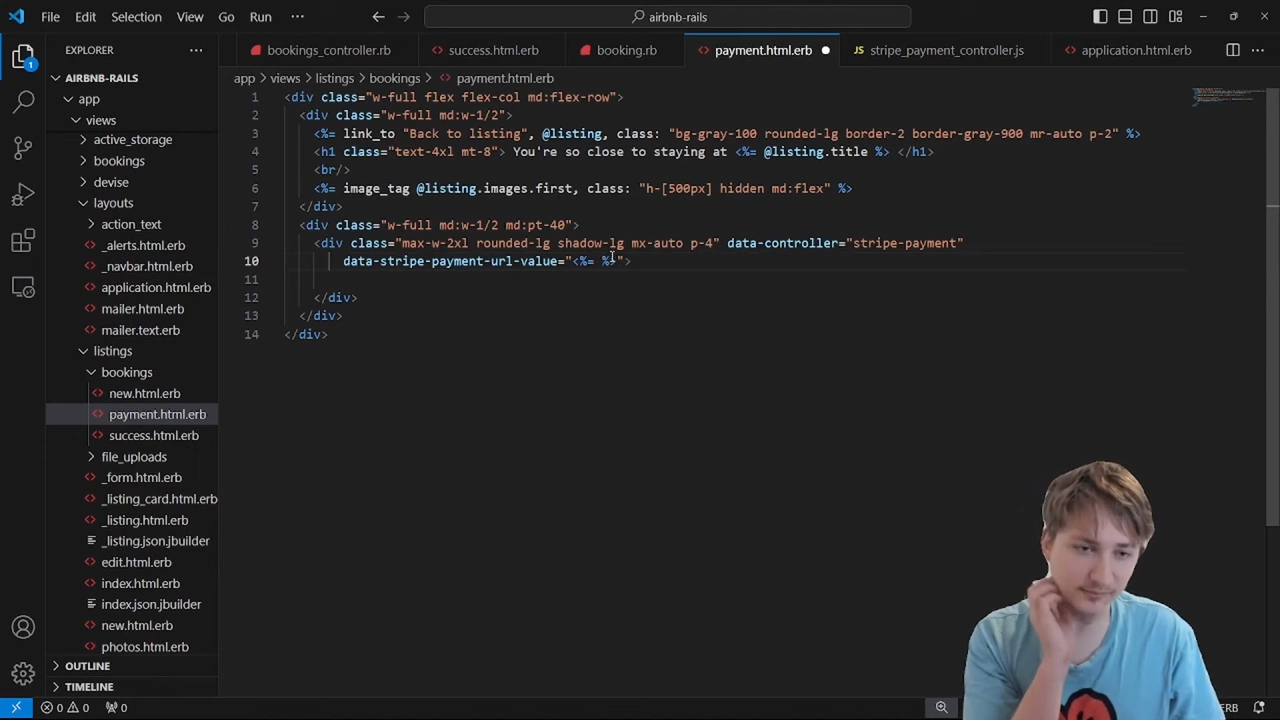 File Edit Selection View Go Run ··· airbnb-rails
EXPLORER ···
bookings_controller.rb success.html.erb booking.rb payment.html.erb stripe_payment_controller.js application.html.erb ···
AIRBNB-RAILS
app > views > listings > bookings > payment.html.erb
app
views
active_storage
bookings
devise
layouts
action_text
_alerts.html.erb
_navbar.html.erb
application.html.erb
mailer.html.erb
mailer.text.erb
listings
bookings
new.html.erb
payment.html.erb
success.html.erb
file_uploads
_form.html.erb
_listing_card.html.erb
_listing.html.erb
_listing.json.jbuilder
edit.html.erb
index.html.erb
index.json.jbuilder
new.html.erb
photos.html.erb
OUTLINE
TIMELINE
1 <div class="w-full flex flex-col md:flex-row">
2 <div class="w-full md:w-1/2">
3 <%= link_to "Back to listing", @listing, class: "bg-gray-100 rounded-lg border-2 border-gray-900 mr-auto p-2" %>
4 <h1 class="text-4xl mt-8"> You're so close to staying at <%= @listing.title %> </h1>
5 <br/>
6 <%= image_tag @listing.images.first, class: "h-[500px] hidden md:flex" %>
7 </div>
8 <div class="w-full md:w-1/2 md:pt-40">
9 <div class="max-w-2xl rounded-lg shadow-lg mx-auto p-4" data-controller="stripe-payment"
10 data-stripe-payment-url-value="<%= %>">
11
12 </div>
13 </div>
14 </div>
1
0 0 0 ERB